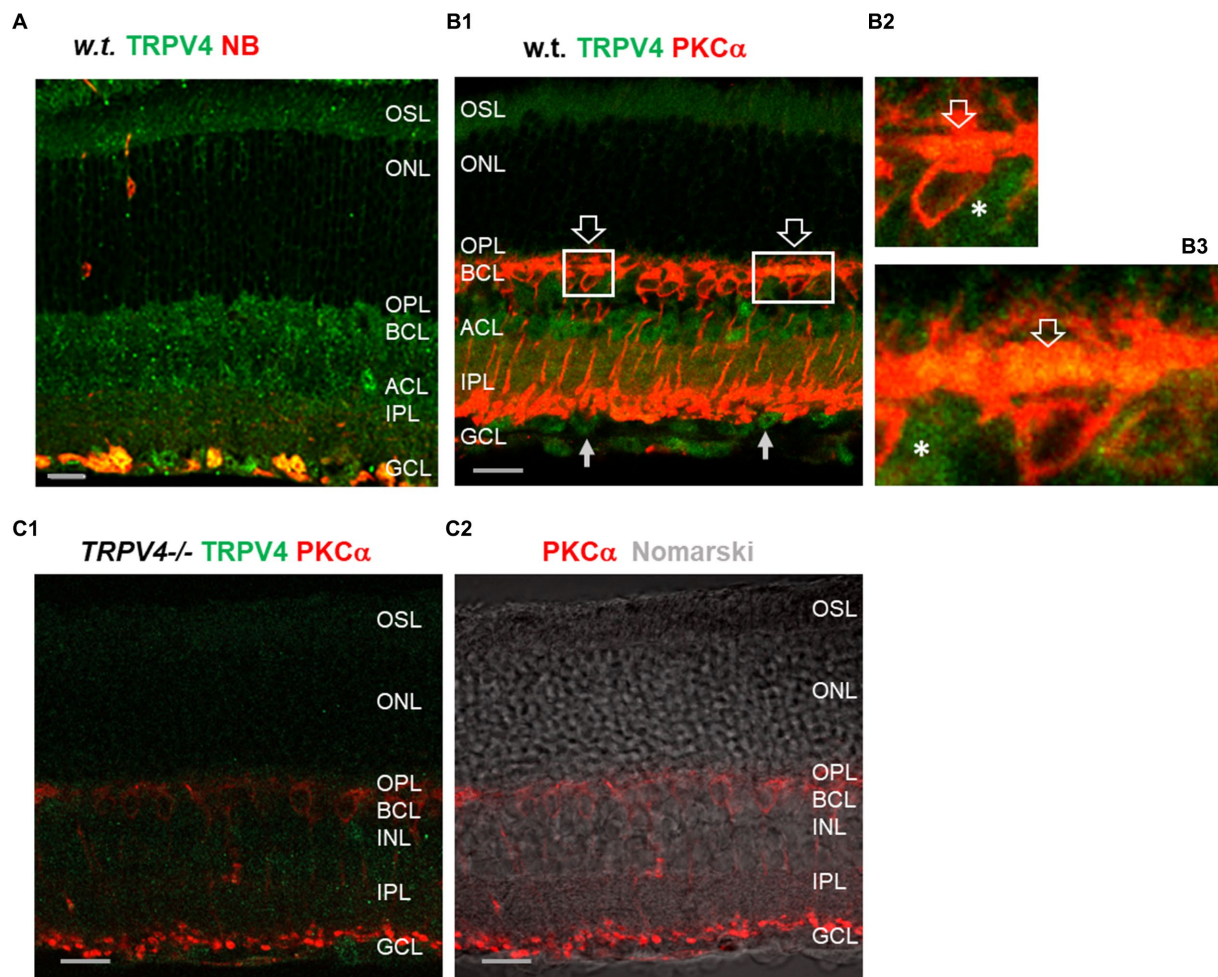 A
w.t. TRPV4 NB
OSL
ONL
OPL
BCL
ACL
IPL
GCL
B1
w.t. TRPV4 PKCα
OSL
ONL
OPL
BCL
ACL
IPL
GCL
B2
*
B3
*
C1
TRPV4-/- TRPV4 PKCα
OSL
ONL
OPL
BCL
INL
IPL
GCL
C2
PKCα Nomarski
OSL
ONL
OPL
BCL
INL
IPL
GCL